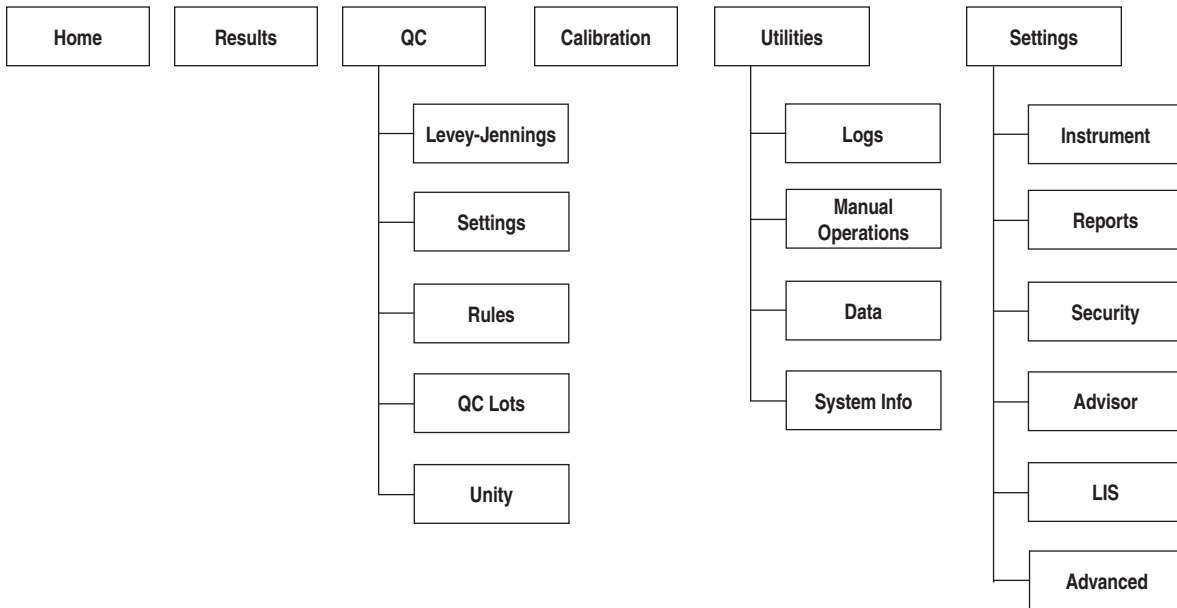 Home
Results
QC
Calibration
Utilities
Settings
Levey-Jennings
Settings
Rules
QC Lots
Unity
Logs
Manual
Operations
Data
System Info
Instrument
Reports
Security
Advisor
LIS
Advanced